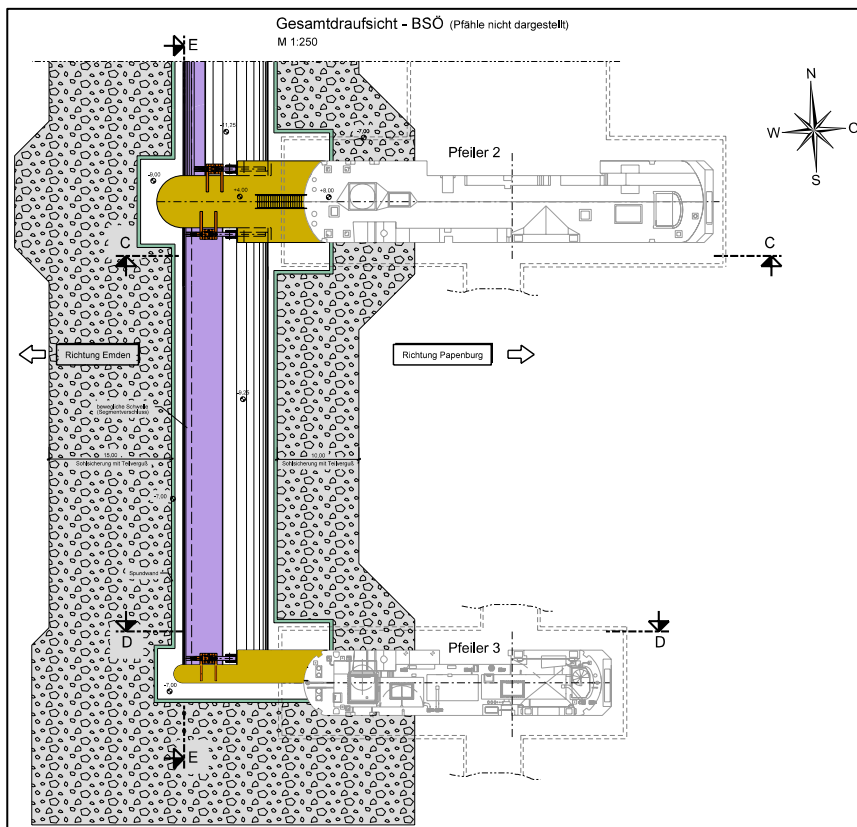 Gesamtdraufsicht - BSÖ (Pfähle nicht dargestellt)
M 1:250
E
N
W O
S
-11,25
-7,00
Pfeiler 2
-9,00
+4,00
+8,00
C C
Richtung Emden
Richtung Papenburg
-9,25
bewegliche Schwelle
(Segmentverschluss)
15,00
Sohlsicherung mit Teilverguß
10,00
Sohlsicherung mit Teilverguß
-7,00
Spundwand
D D
Pfeiler 3
-7,00
E